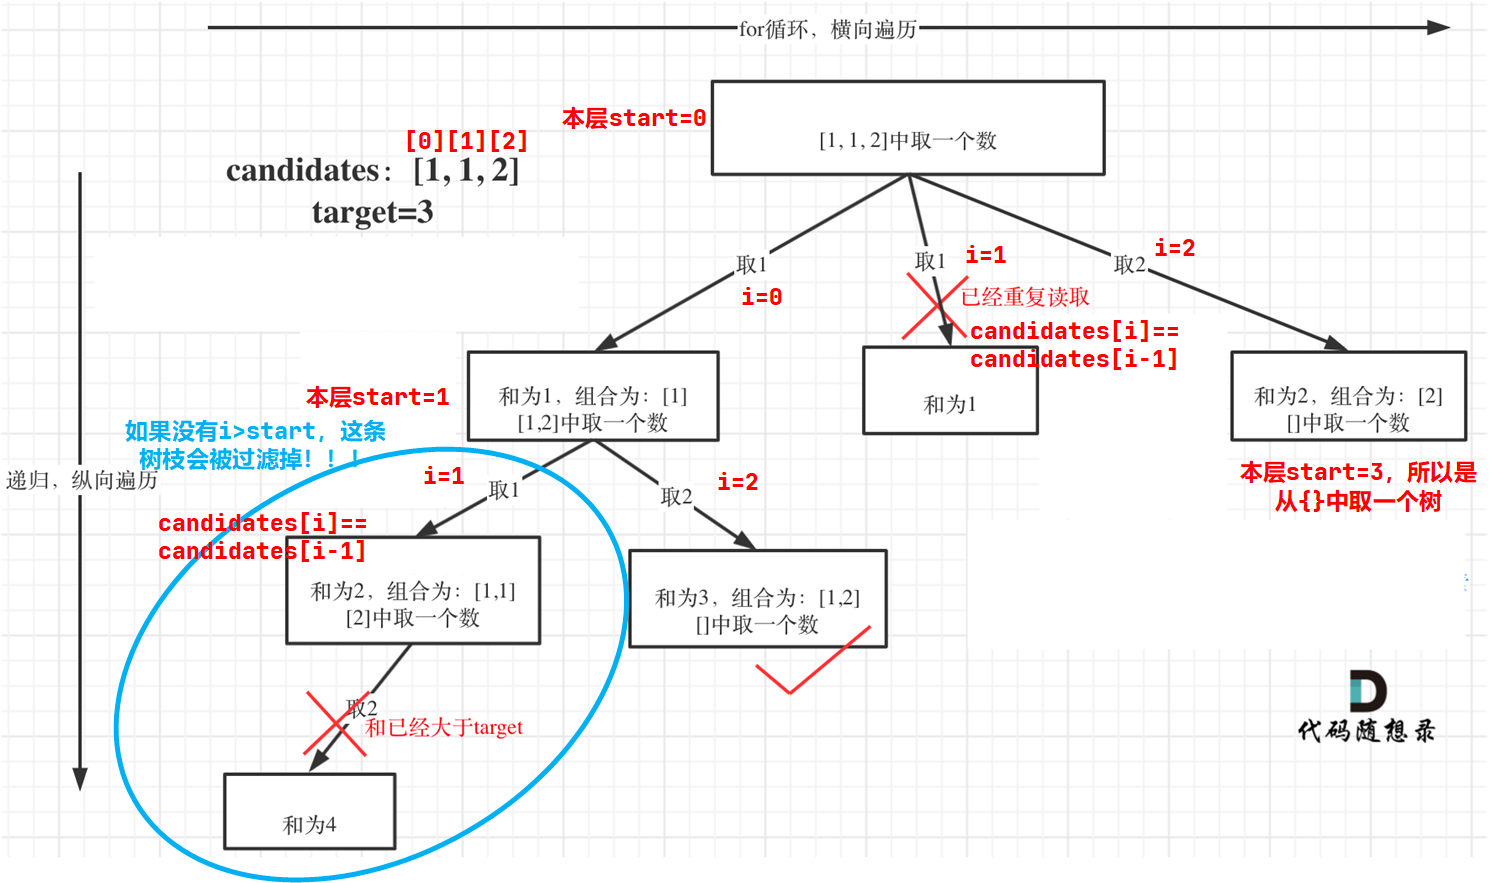 for循环，横向遍历
本层start=0
[1, 1, 2]中取一个数
[0][1][2]
candidates：[1, 1, 2]
target=3
取1
i=0
取1
i=1
取2
i=2
已经重复读取
candidates[i]==
candidates[i-1]
本层start=1
和为1，组合为：[1]
[1,2]中取一个数
和为1
和为2，组合为：[2]
[]中取一个数
本层start=3，所以是
从{}中取一个树
如果没有i>start，这条
树枝会被过滤掉！！！
递归，纵向遍历
i=1
取1
取2
i=2
candidates[i]==
candidates[i-1]
和为2，组合为：[1,1]
[2]中取一个数
和为3，组合为：[1,2]
[]中取一个数
取2
和已经大于target
和为4
代码随想录